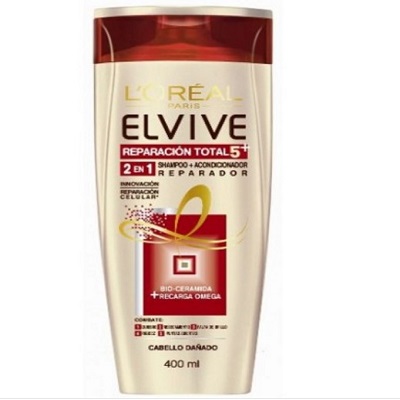 L'ORÉAL
PARIS
ELVIVE
REPARACIÓN TOTAL 5+
2 EN 1 SHAMPOO + ACONDICIONADOR
REPARADOR
INNOVACIÓN
REPARACIÓN
CELULAR*
BIO-CERAMIDA
+RECARGA OMEGA
COMBATE:
CABELLO DAÑADO
400 ml